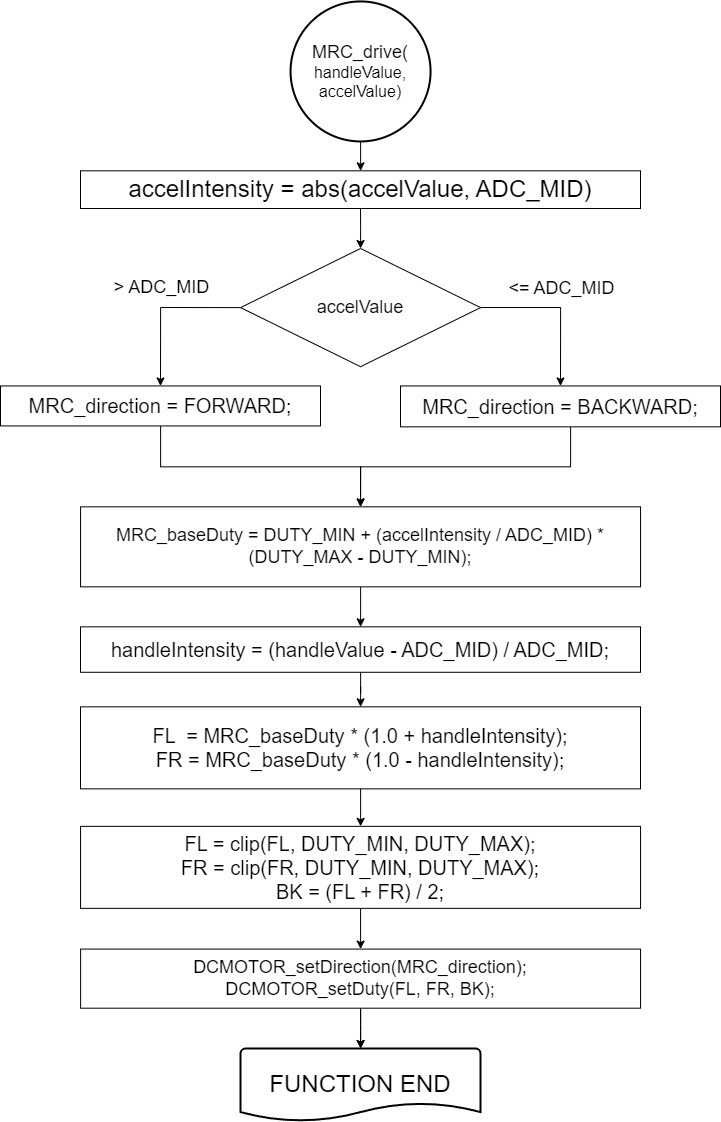 MRC_drive(
handleValue,
accelValue)
accelIntensity = abs(accelValue, ADC_MID)
> ADC_MID
<= ADC_MID
accelValue
MRC_direction = FORWARD;
MRC_direction = BACKWARD;
MRC_baseDuty = DUTY_MIN + (accelIntensity / ADC_MID) *
(DUTY_MAX - DUTY_MIN);
handleIntensity = (handleValue - ADC_MID) / ADC_MID;
FL  = MRC_baseDuty * (1.0 + handleIntensity);
FR = MRC_baseDuty * (1.0 - handleIntensity);
FL = clip(FL, DUTY_MIN, DUTY_MAX);
FR = clip(FR, DUTY_MIN, DUTY_MAX);
BK = (FL + FR) / 2;
DCMOTOR_setDirection(MRC_direction);
DCMOTOR_setDuty(FL, FR, BK);
FUNCTION END